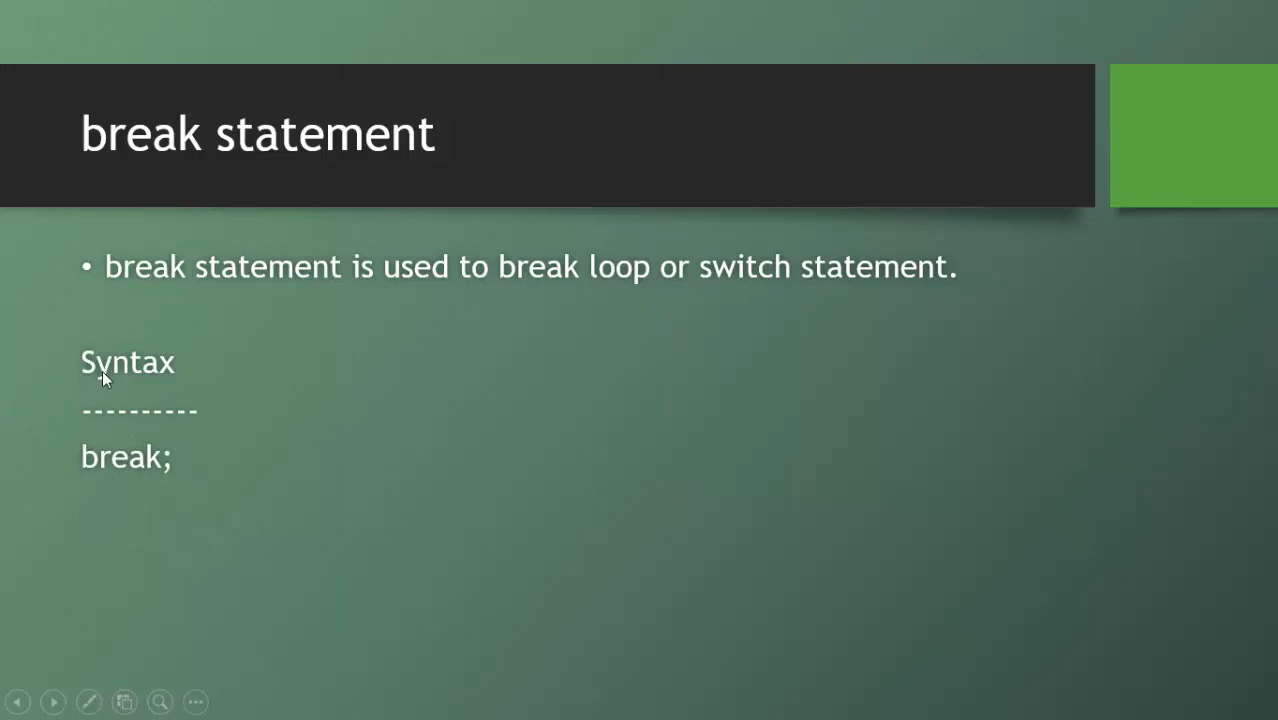 break statement
• break statement is used to break loop or switch statement.
Syntax
----------
break;